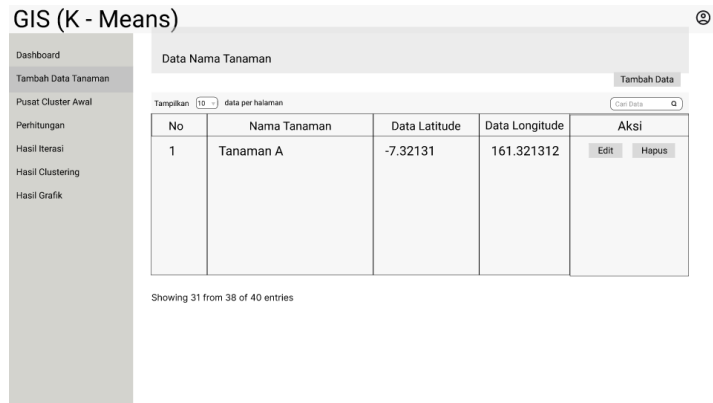 GIS (K - Means)
Dashboard
Tambah Data Tanaman
Pusat Cluster Awal
Perhitungan
Hasil Iterasi
Hasil Clustering
Hasil Grafik
Data Nama Tanaman
Tambah Data
Tampilkan 10 data per halaman
Cari Data
No Nama Tanaman Data Latitude Data Longitude Aksi
1 Tanaman A -7.32131 161.321312 Edit Hapus
Showing 31 from 38 of 40 entries